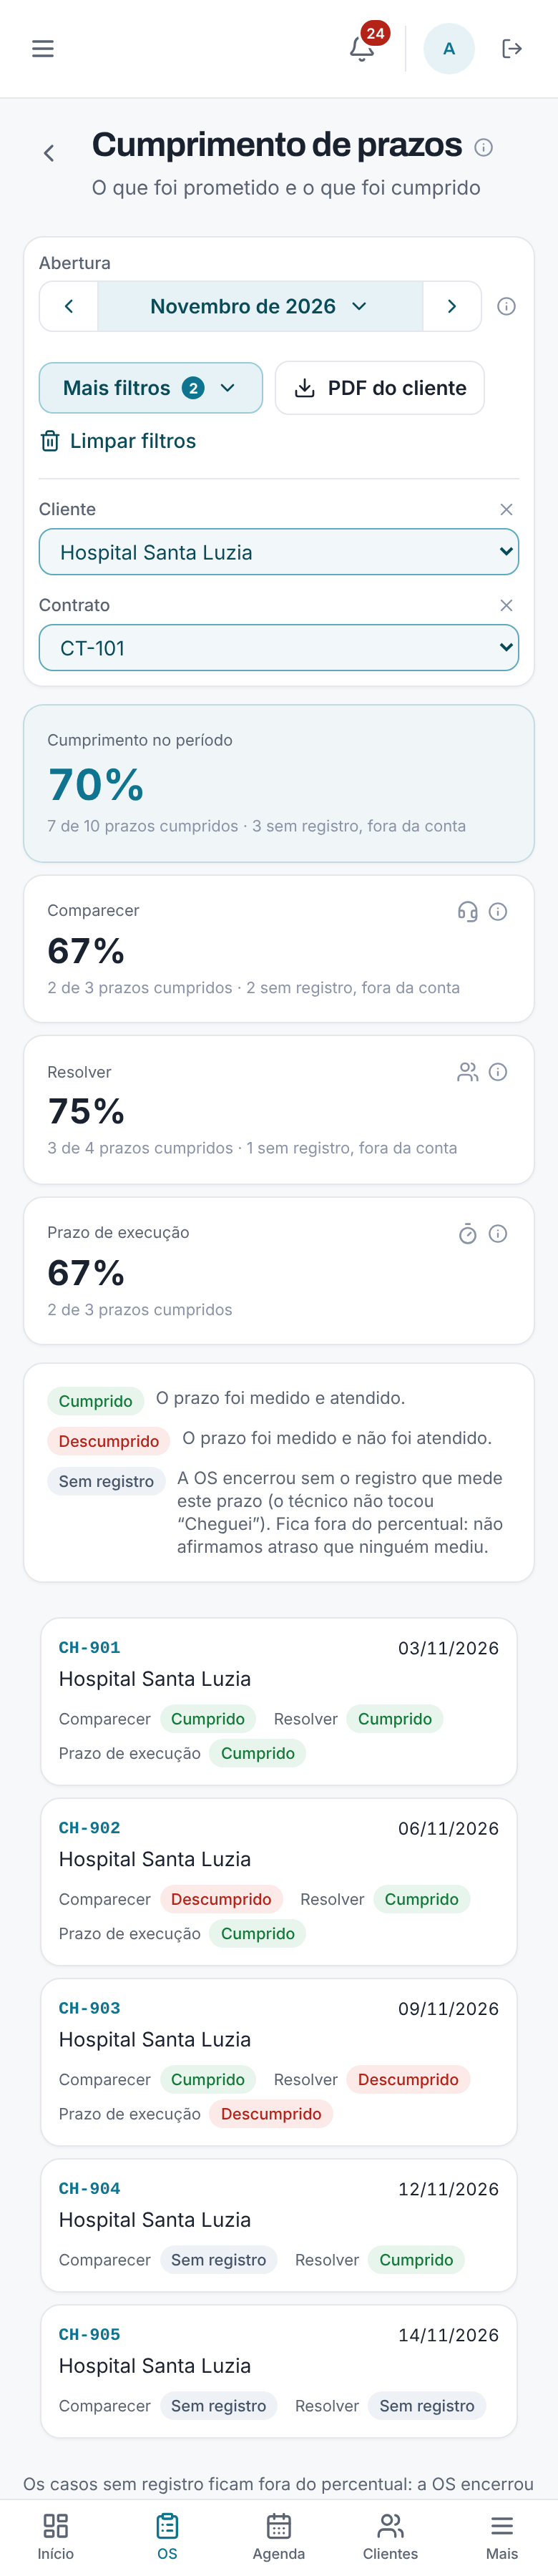 24
A
Cumprimento de prazos
O que foi prometido e o que foi cumprido
Abertura
Novembro de 2026
Mais filtros 2
PDF do cliente
Limpar filtros
Cliente
Hospital Santa Luzia
Contrato
CT-101
Cumprimento no período
70%
7 de 10 prazos cumpridos · 3 sem registro, fora da conta
Comparecer
67%
2 de 3 prazos cumpridos · 2 sem registro, fora da conta
Resolver
75%
3 de 4 prazos cumpridos · 1 sem registro, fora da conta
Prazo de execução
67%
2 de 3 prazos cumpridos
Cumprido O prazo foi medido e atendido.
Descumprido O prazo foi medido e não foi atendido.
Sem registro A OS encerrou sem o registro que mede
este prazo (o técnico não tocou
“Cheguei”). Fica fora do percentual: não
afirmamos atraso que ninguém mediu.
CH-901 03/11/2026
Hospital Santa Luzia
Comparecer Cumprido Resolver Cumprido
Prazo de execução Cumprido
CH-902 06/11/2026
Hospital Santa Luzia
Comparecer Descumprido Resolver Cumprido
Prazo de execução Cumprido
CH-903 09/11/2026
Hospital Santa Luzia
Comparecer Cumprido Resolver Descumprido
Prazo de execução Descumprido
CH-904 12/11/2026
Hospital Santa Luzia
Comparecer Sem registro Resolver Cumprido
CH-905 14/11/2026
Hospital Santa Luzia
Comparecer Sem registro Resolver Sem registro
Os casos sem registro ficam fora do percentual: a OS encerrou
Início OS Agenda Clientes Mais